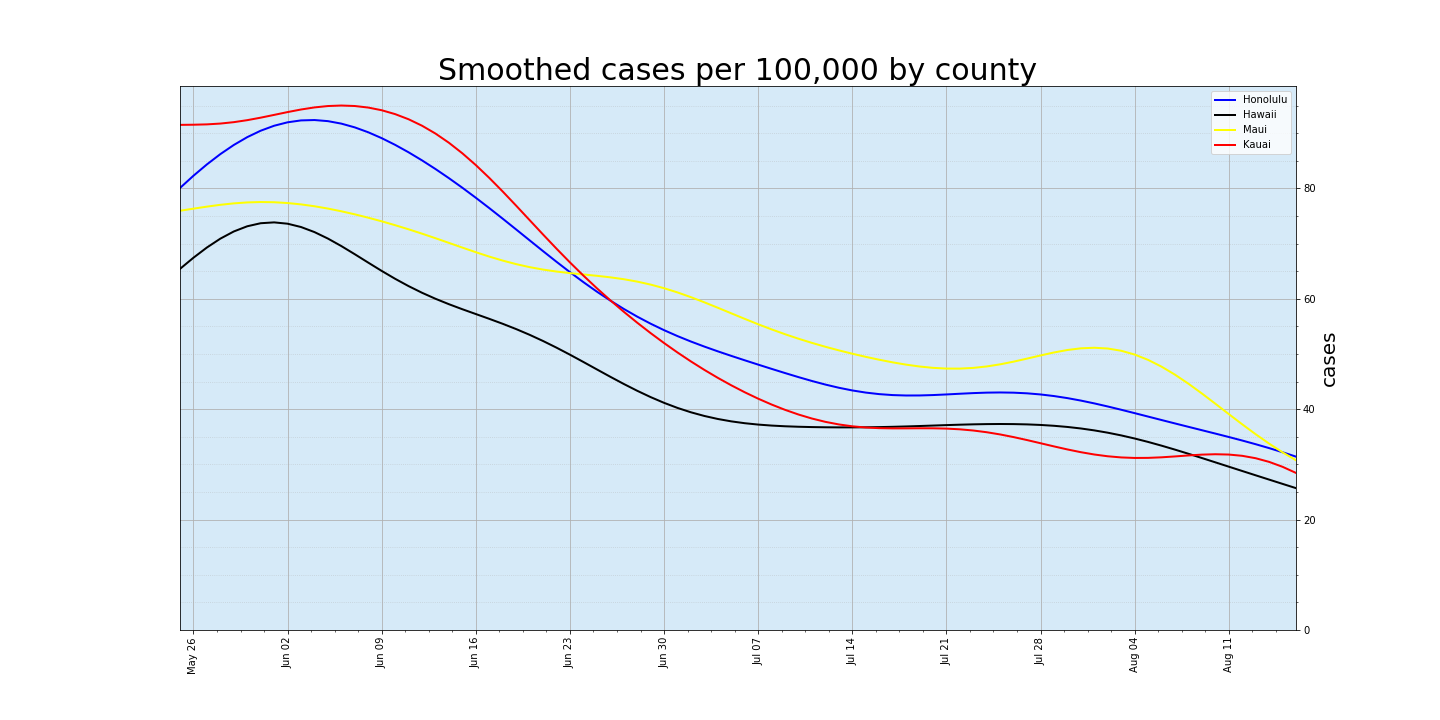 Smoothed cases per 100,000 by county
Honolulu
Hawaii
Maui
Kauai
80
60
40
20
0
cases
May 26
Jun 02
Jun 09
Jun 16
Jun 23
Jun 30
Jul 07
Jul 14
Jul 21
Jul 28
Aug 04
Aug 11